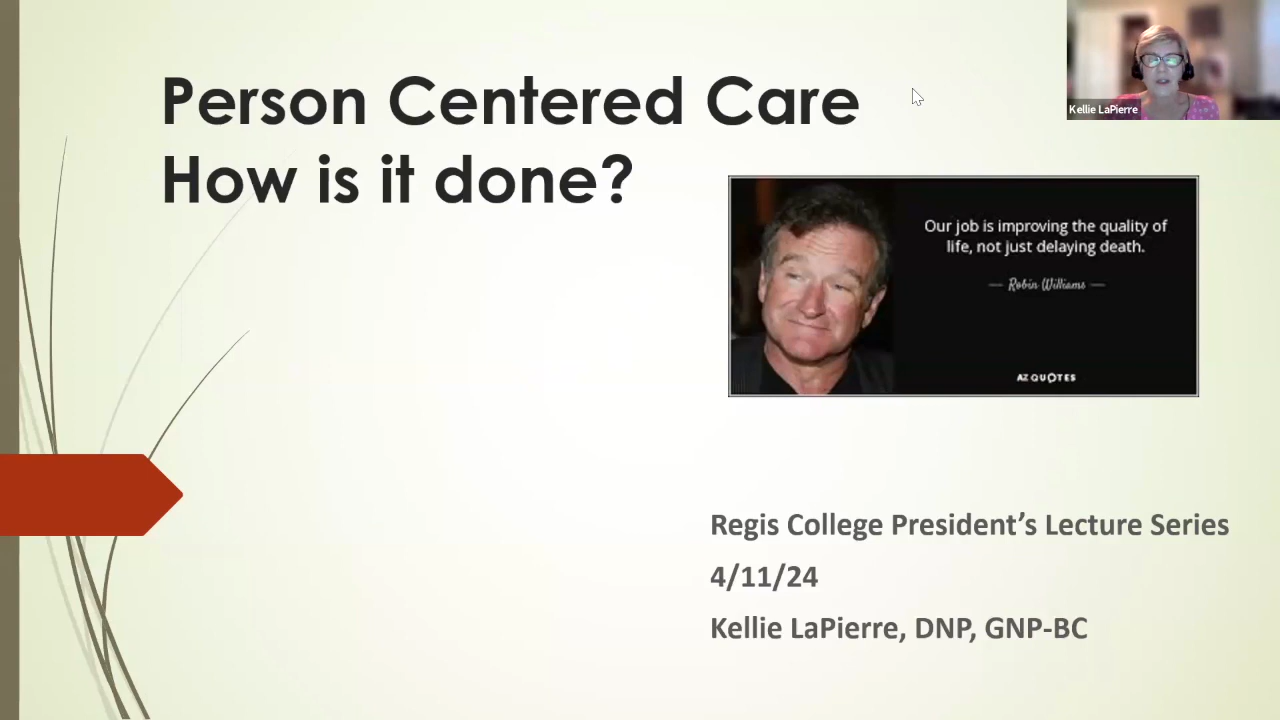 Person Centered Care
How is it done?
Kellie LaPierre
Our job is improving the quality of
life, not just delaying death.
— Robin Williams —
AZ QUOTES
Regis College President’s Lecture Series
4/11/24
Kellie LaPierre, DNP, GNP-BC